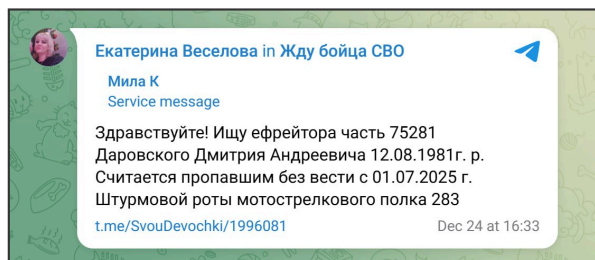 Екатерина Веселова in Жду бойца СВО
Мила К
Service message
Здравствуйте! Ищу ефрейтора часть 75281
Даровского Дмитрия Андреевича 12.08.1981г. р.
Считается пропавшим без вести с 01.07.2025 г.
Штурмовой роты мотострелкового полка 283
t.me/SvouDevochki/1996081
Dec 24 at 16:33